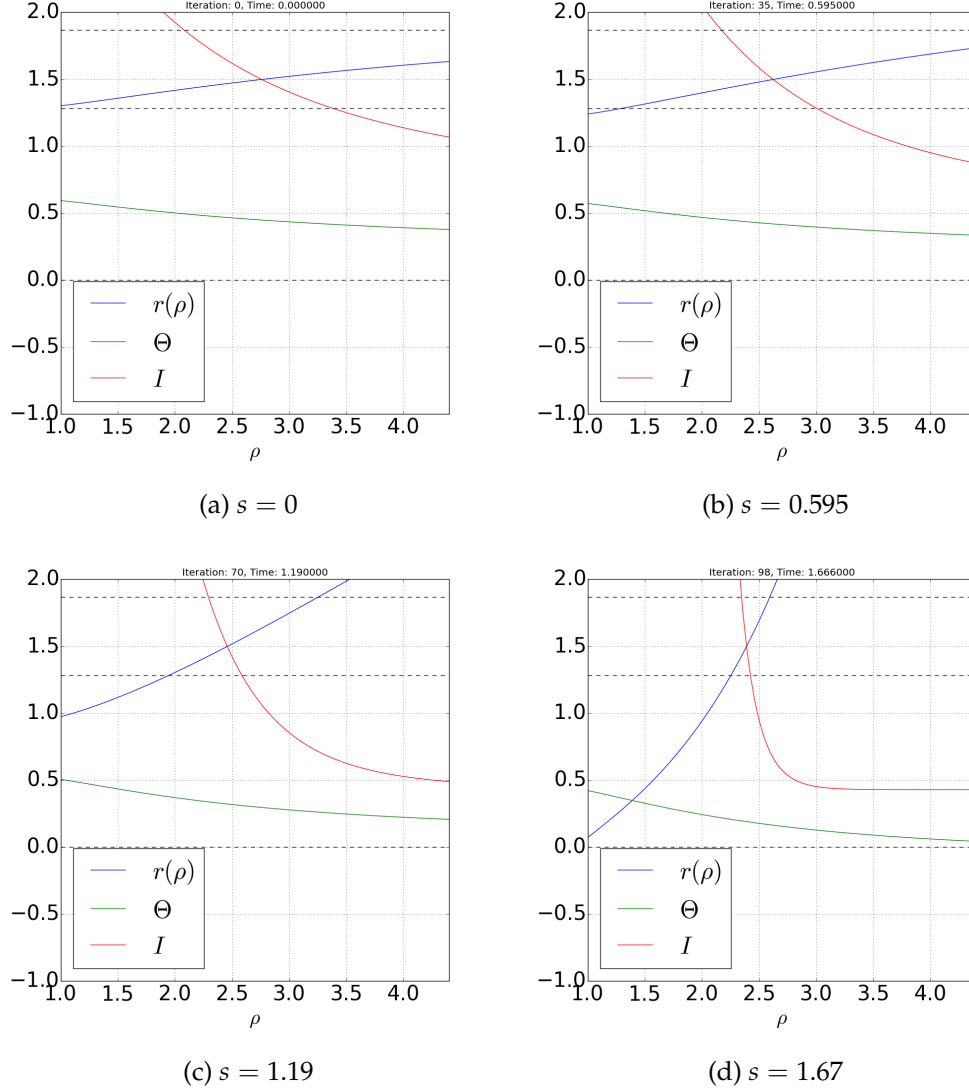 Iteration: 0, Time: 0.000000
2.0
1.5
1.0
0.5
0.0
−0.5
−1.0
r(ρ)
Θ
I
1.0 1.5 2.0 2.5 3.0 3.5 4.0
ρ
(a) s = 0
Iteration: 35, Time: 0.595000
2.0
1.5
1.0
0.5
0.0
−0.5
−1.0
r(ρ)
Θ
I
1.0 1.5 2.0 2.5 3.0 3.5 4.0
ρ
(b) s = 0.595
Iteration: 70, Time: 1.190000
2.0
1.5
1.0
0.5
0.0
−0.5
−1.0
r(ρ)
Θ
I
1.0 1.5 2.0 2.5 3.0 3.5 4.0
ρ
(c) s = 1.19
Iteration: 98, Time: 1.666000
2.0
1.5
1.0
0.5
0.0
−0.5
−1.0
r(ρ)
Θ
I
1.0 1.5 2.0 2.5 3.0 3.5 4.0
ρ
(d) s = 1.67